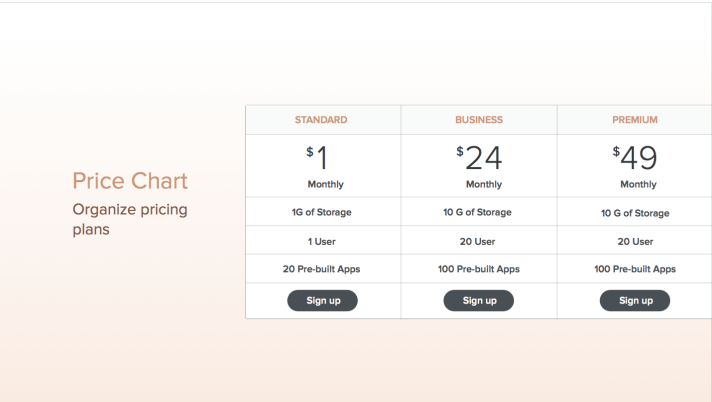 Price Chart
Organize pricing
plans
STANDARD BUSINESS PREMIUM
$1 $24 $49
Monthly Monthly Monthly
1G of Storage 10 G of Storage 10 G of Storage
1 User 20 User 20 User
20 Pre-built Apps 100 Pre-built Apps 100 Pre-built Apps
Sign up Sign up Sign up